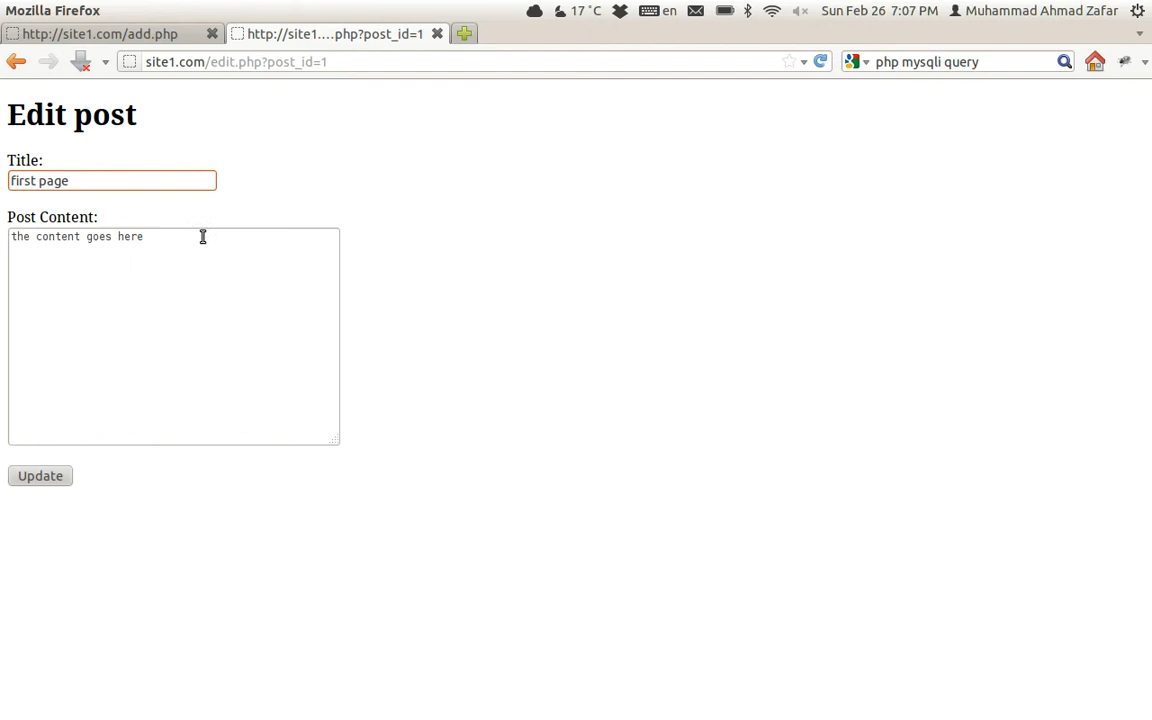 Mozilla Firefox
17 °C
en
Sun Feb 26 7:07 PM
Muhammad Ahmad Zafar
http://site1.com/add.php
http://site1....php?post_id=1
site1.com/edit.php?post_id=1
php mysqli query
Edit post
Title:
first page
Post Content:
the content goes here
Update